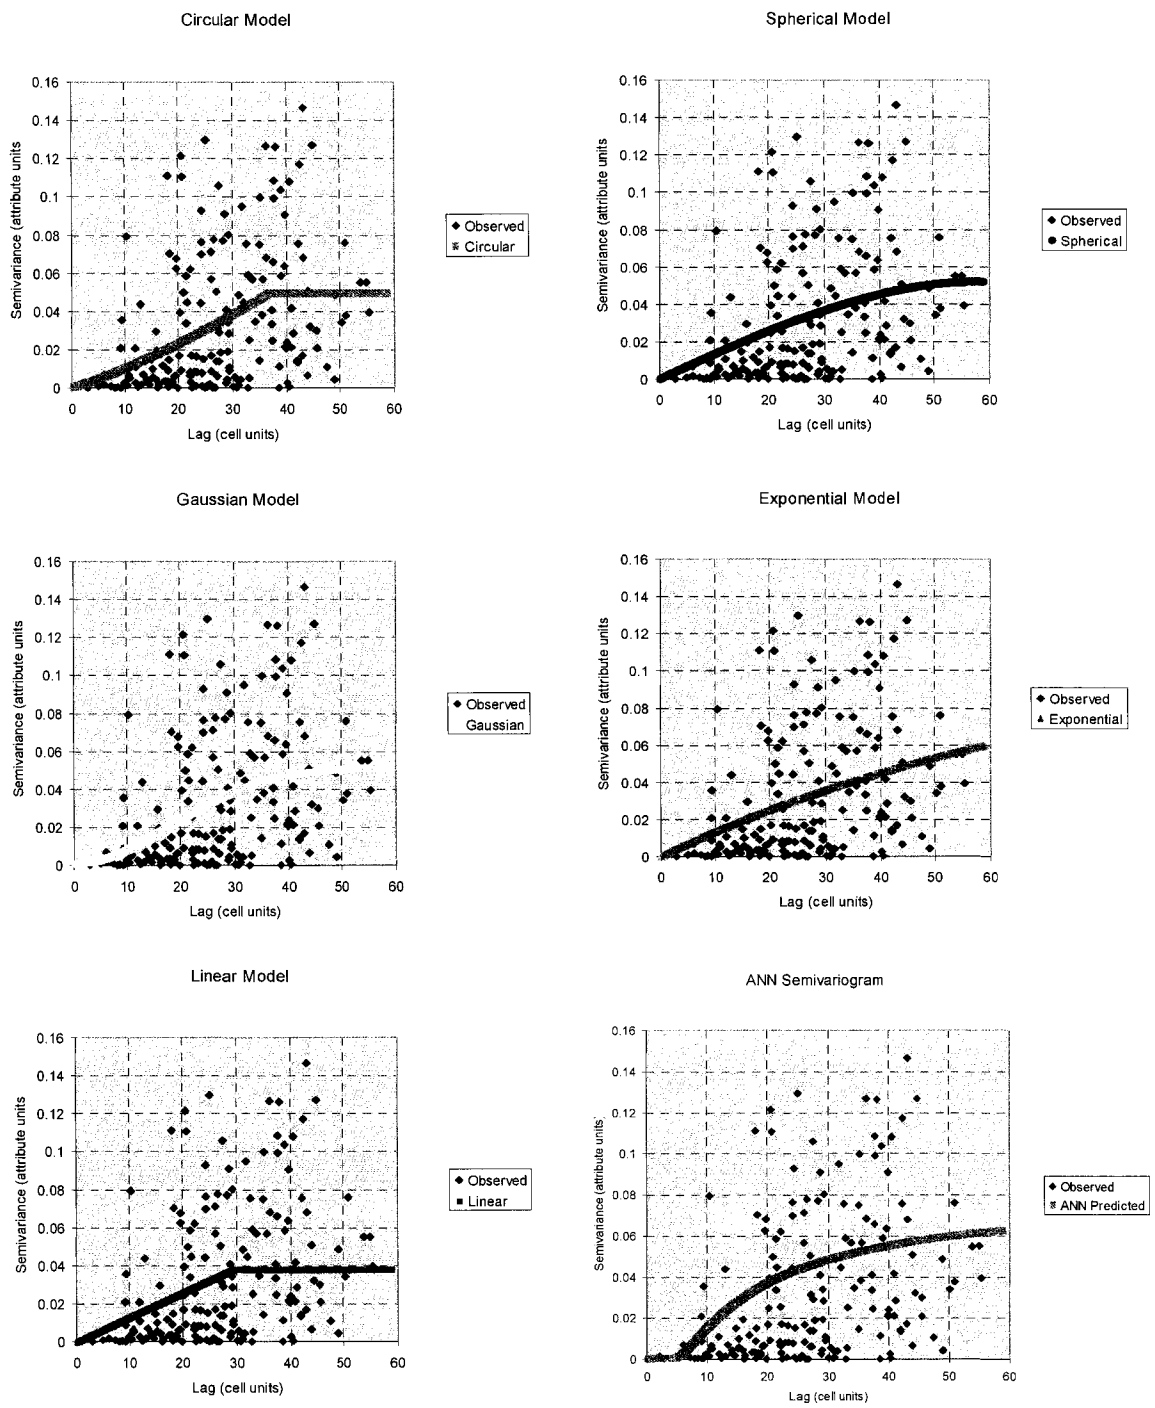 Circular Model
Semivariance (attribute units
0.16
0.14
0.12
0.1
0.08
0.06
0.04
0.02
0
0 10 20 30 40 50 60
Lag (cell units)
Observed
Circular
Spherical Model
Semivariance (attribute units
0.16
0.14
0.12
0.1
0.08
0.06
0.04
0.02
0
0 10 20 30 40 50 60
Lag (cell units)
Observed
Spherical
Gaussian Model
Semivariance (attribute units
0.16
0.14
0.12
0.1
0.08
0.06
0.04
0.02
0
0 10 20 30 40 50 60
Lag (cell units)
Observed
Gaussian
Exponential Model
Semivariance (attribute units
0.16
0.14
0.12
0.1
0.08
0.06
0.04
0.02
0
0 10 20 30 40 50 60
Lag (cell units)
Observed
Exponential
Linear Model
Semivariance (attribute units
0.16
0.14
0.12
0.1
0.08
0.06
0.04
0.02
0
0 10 20 30 40 50 60
Lag (cell units)
Observed
Linear
ANN Semivariogram
Semivariance (attribute units'
0.16
0.14
0.12
0.1
0.08
0.06
0.04
0.02
0
0 10 20 30 40 50 60
Lag (cell units)
Observed
ANN Predicted